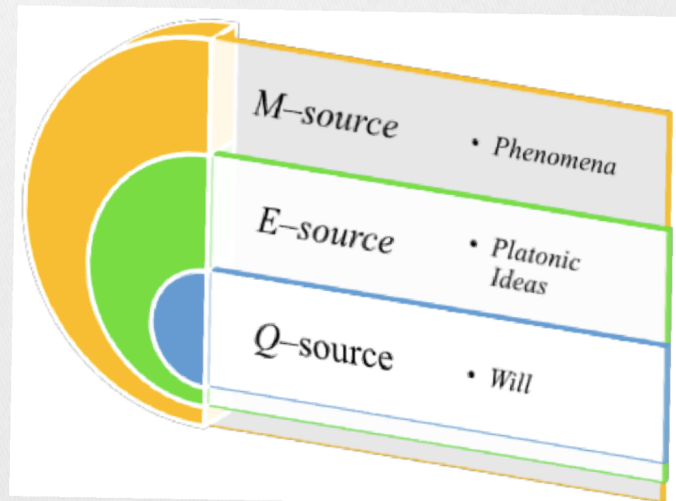 M–source
• Phenomena
E–source
• Platonic
Ideas
Q–source
• Will